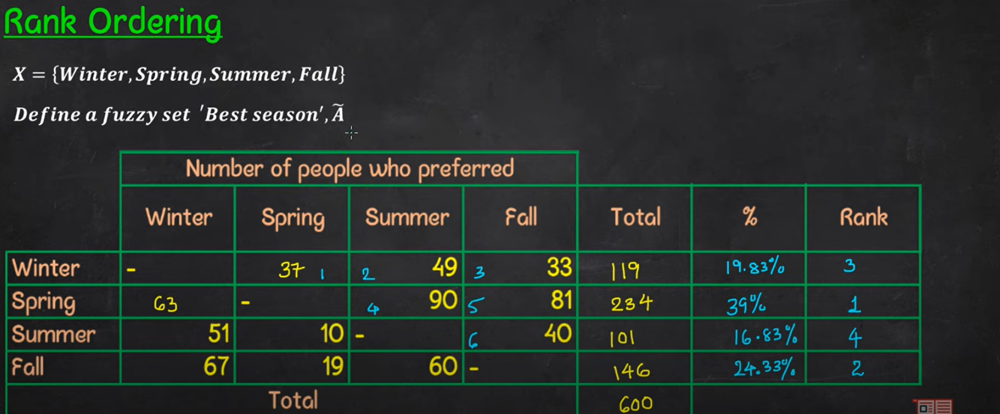 Rank Ordering
X = {Winter, Spring, Summer, Fall}
Define a fuzzy set 'Best season', Ã
Number of people who preferred
Winter Spring Summer Fall Total % Rank
Winter - 37 1 2 49 3 33 119 19.83% 3
Spring 63 - 4 90 5 81 234 39% 1
Summer 51 10 - 6 40 101 16.83% 4
Fall 67 19 60 - 146 24.33% 2
Total 600